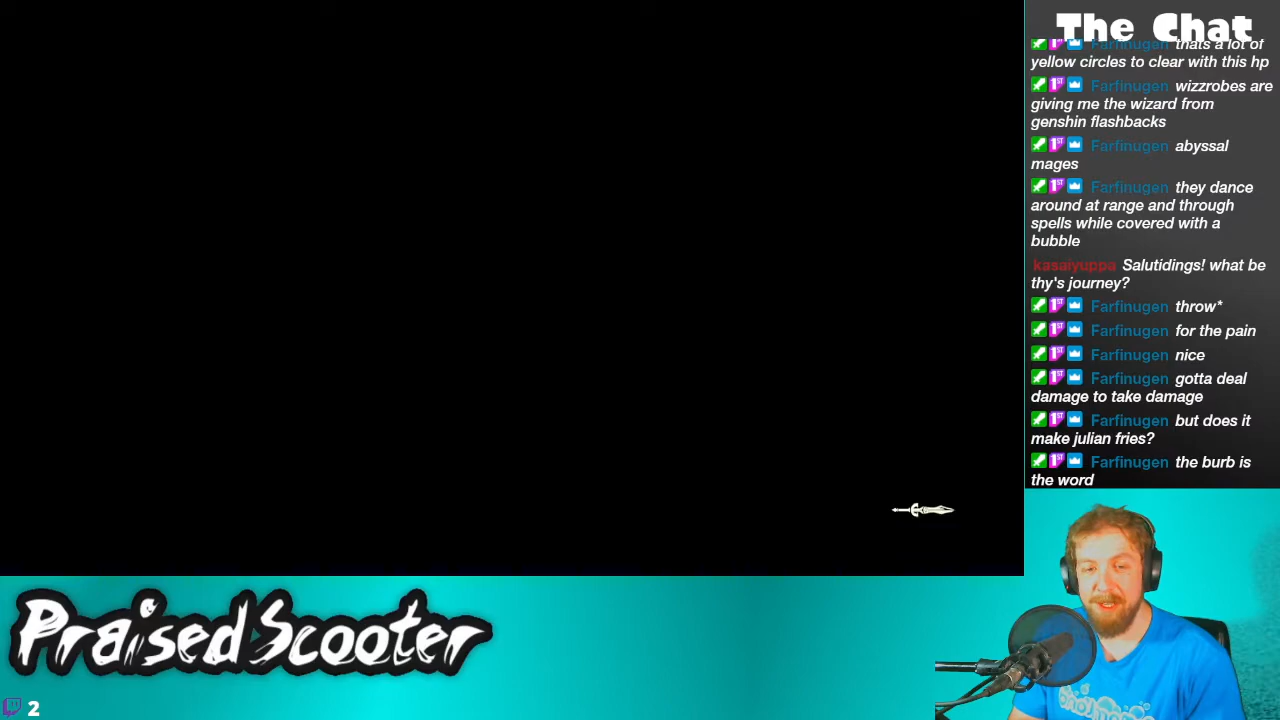 The Chat
Farfinugen thats a lot of
yellow circles to clear with this hp
Farfinugen wizzrobes are
giving me the wizard from
genshin flashbacks
Farfinugen abyssal
mages
Farfinugen they dance
around at range and through
spells while covered with a
bubble
kasaiyuppa Salutidings! what be
thy's journey?
Farfinugen throw*
Farfinugen for the pain
Farfinugen nice
Farfinugen gotta deal
damage to take damage
Farfinugen but does it
make julian fries?
Farfinugen the burb is
the word
PraisedScooter
2